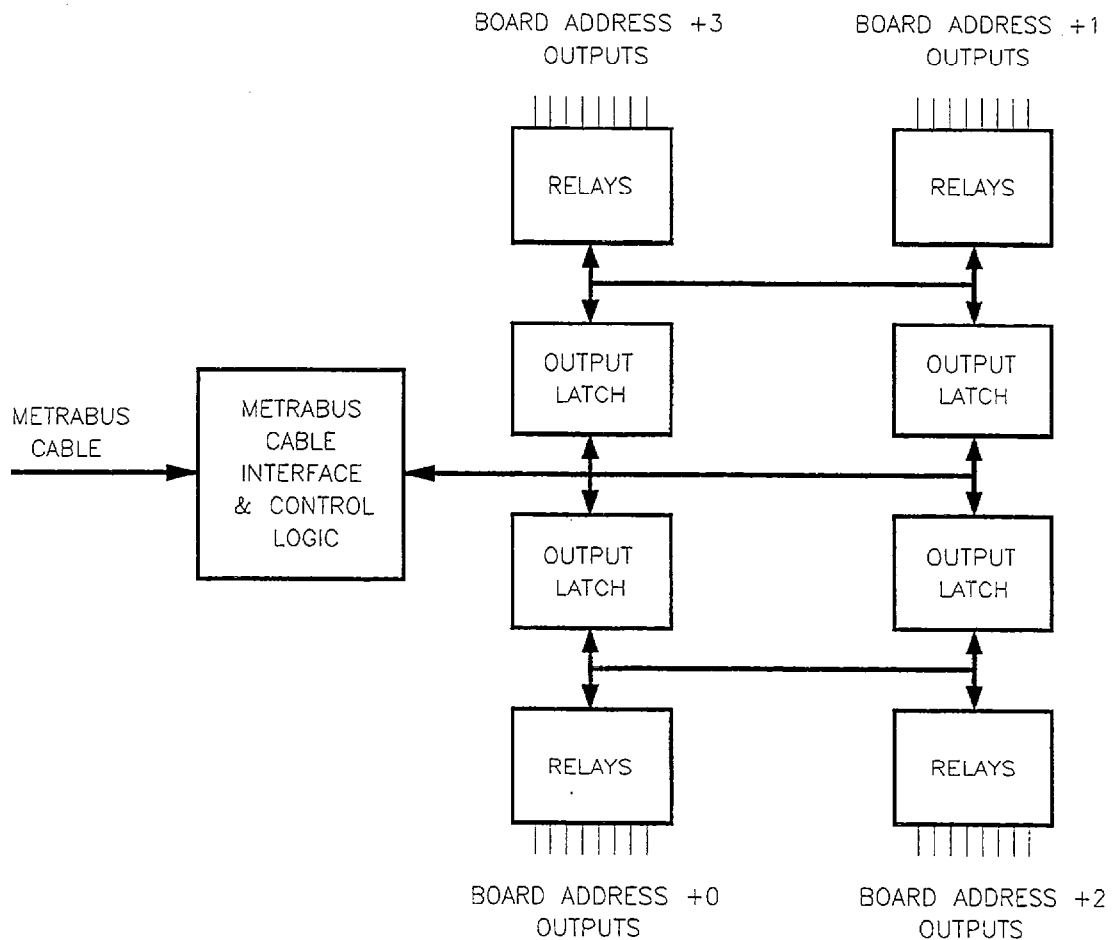 BOARD ADDRESS +3
OUTPUTS
BOARD ADDRESS +1
OUTPUTS
RELAYS
RELAYS
OUTPUT
LATCH
OUTPUT
LATCH
METRABUS
CABLE
METRABUS
CABLE
INTERFACE
& CONTROL
LOGIC
OUTPUT
LATCH
OUTPUT
LATCH
RELAYS
RELAYS
BOARD ADDRESS +0
OUTPUTS
BOARD ADDRESS +2
OUTPUTS